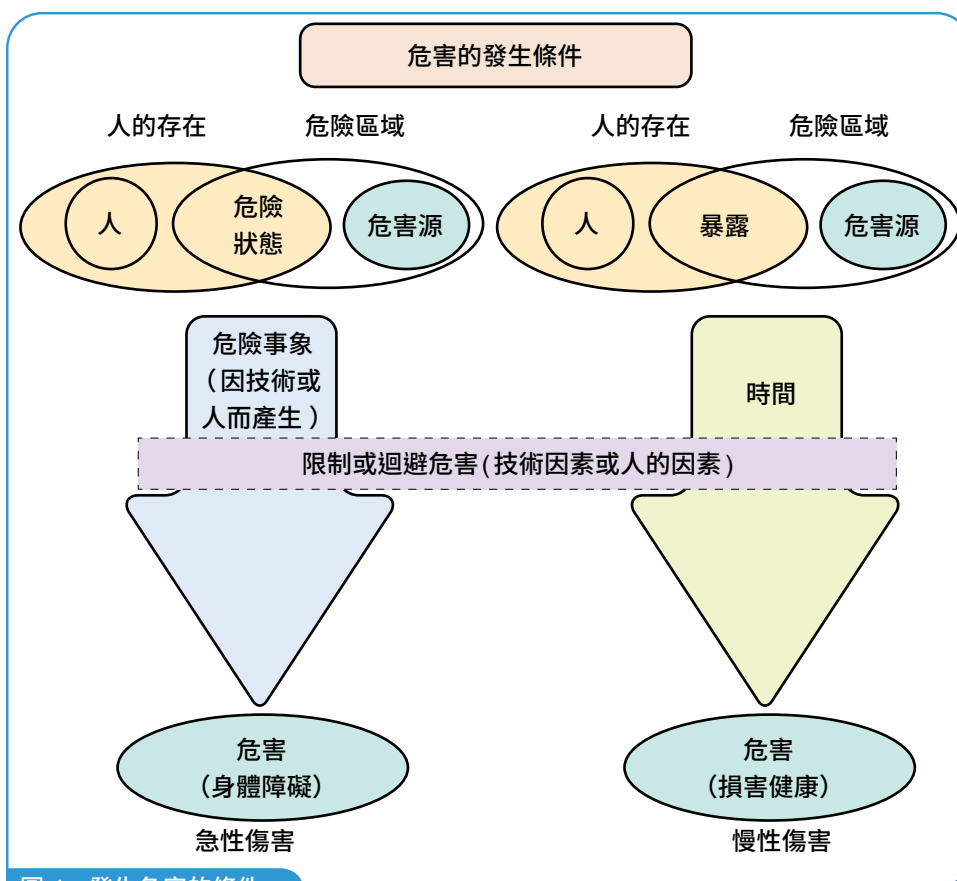 危害的發生條件
人的存在
危險區域
人的存在
危險區域
人
危險
狀態
危害源
人
暴露
危害源
危險事象
(因技術或
人而產生)
時間
限制或迴避危害(技術因素或人的因素)
危害
(身體障礙)
危害
(損害健康)
急性傷害
慢性傷害